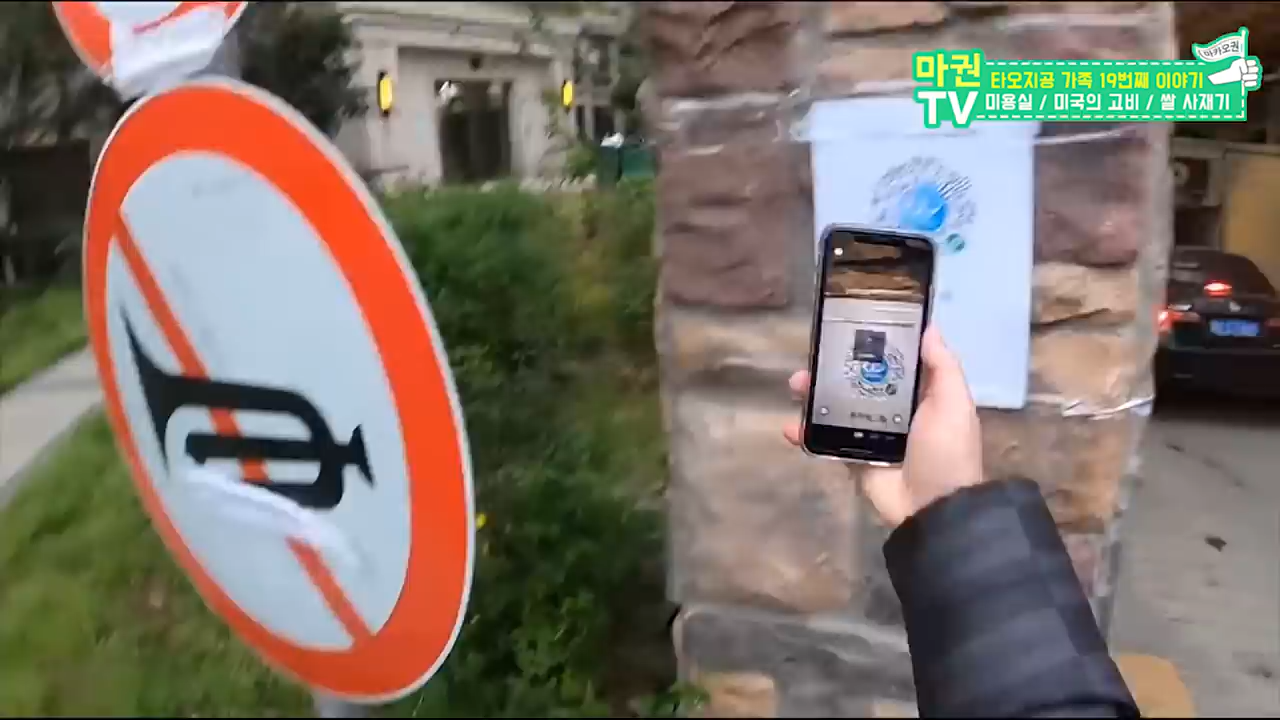 마카오권
마권
TV
타오지공 가족 19번째 이야기
미용실 / 미국의 고비 / 쌀 사재기